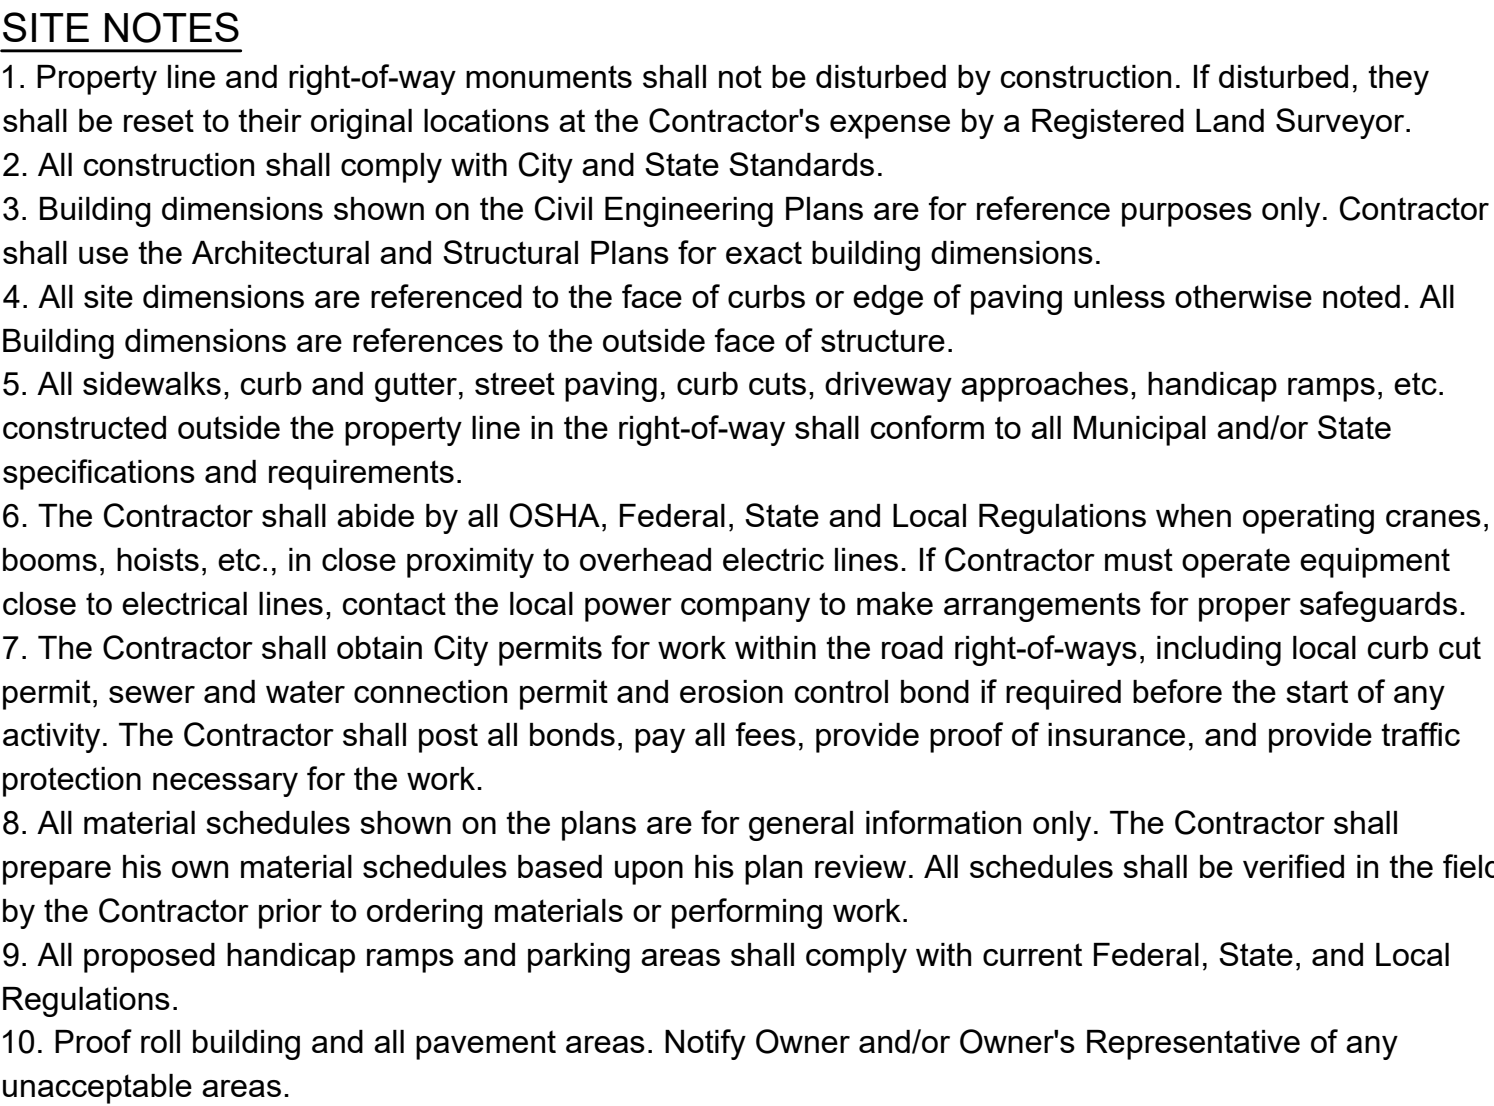 SITE NOTES
1. Property line and right-of-way monuments shall not be disturbed by construction. If disturbed, they
shall be reset to their original locations at the Contractor's expense by a Registered Land Surveyor.
2. All construction shall comply with City and State Standards.
3. Building dimensions shown on the Civil Engineering Plans are for reference purposes only. Contractor
shall use the Architectural and Structural Plans for exact building dimensions.
4. All site dimensions are referenced to the face of curbs or edge of paving unless otherwise noted. All
Building dimensions are references to the outside face of structure.
5. All sidewalks, curb and gutter, street paving, curb cuts, driveway approaches, handicap ramps, etc.
constructed outside the property line in the right-of-way shall conform to all Municipal and/or State
specifications and requirements.
6. The Contractor shall abide by all OSHA, Federal, State and Local Regulations when operating cranes,
booms, hoists, etc., in close proximity to overhead electric lines. If Contractor must operate equipment
close to electrical lines, contact the local power company to make arrangements for proper safeguards.
7. The Contractor shall obtain City permits for work within the road right-of-ways, including local curb cut
permit, sewer and water connection permit and erosion control bond if required before the start of any
activity. The Contractor shall post all bonds, pay all fees, provide proof of insurance, and provide traffic
protection necessary for the work.
8. All material schedules shown on the plans are for general information only. The Contractor shall
prepare his own material schedules based upon his plan review. All schedules shall be verified in the field
by the Contractor prior to ordering materials or performing work.
9. All proposed handicap ramps and parking areas shall comply with current Federal, State, and Local
Regulations.
10. Proof roll building and all pavement areas. Notify Owner and/or Owner's Representative of any
unacceptable areas.